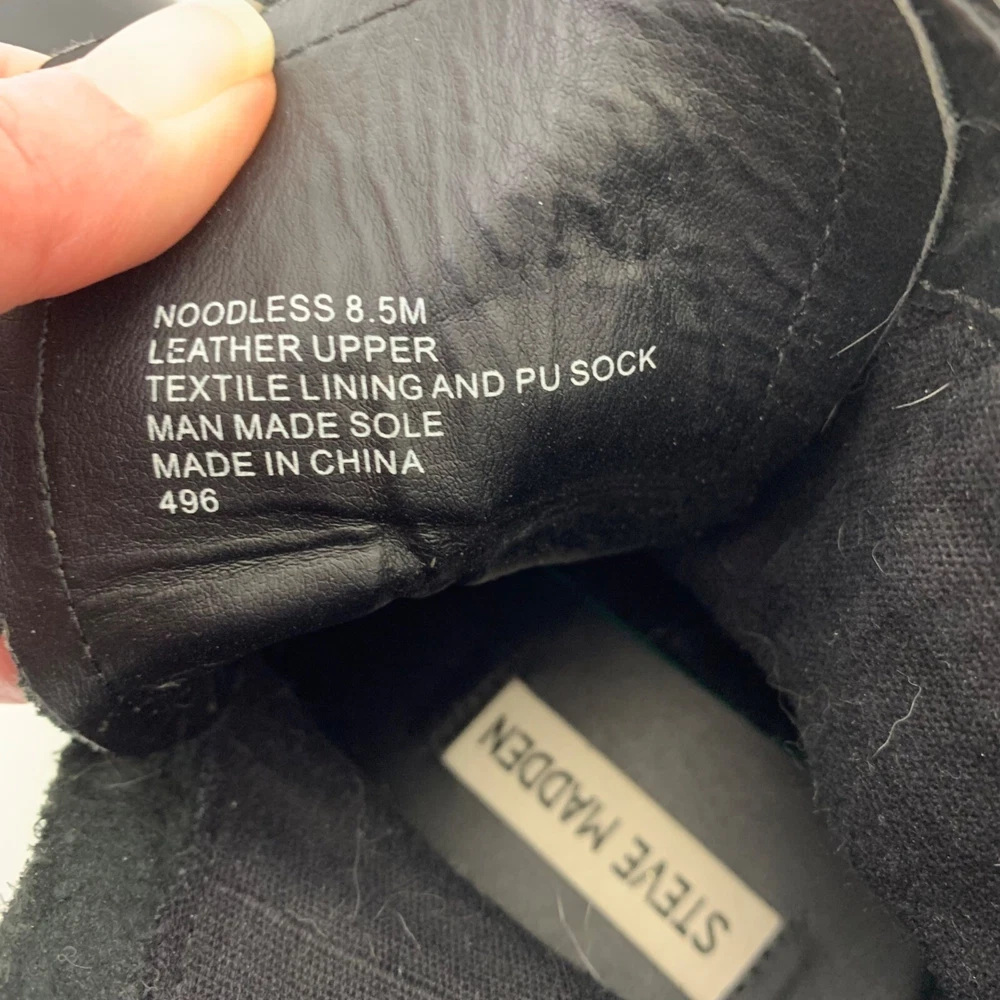 NOODLESS 8.5M
LEATHER UPPER
TEXTILE LINING AND PU SOCK
MAN MADE SOLE
MADE IN CHINA
496
STEVE MADDEN